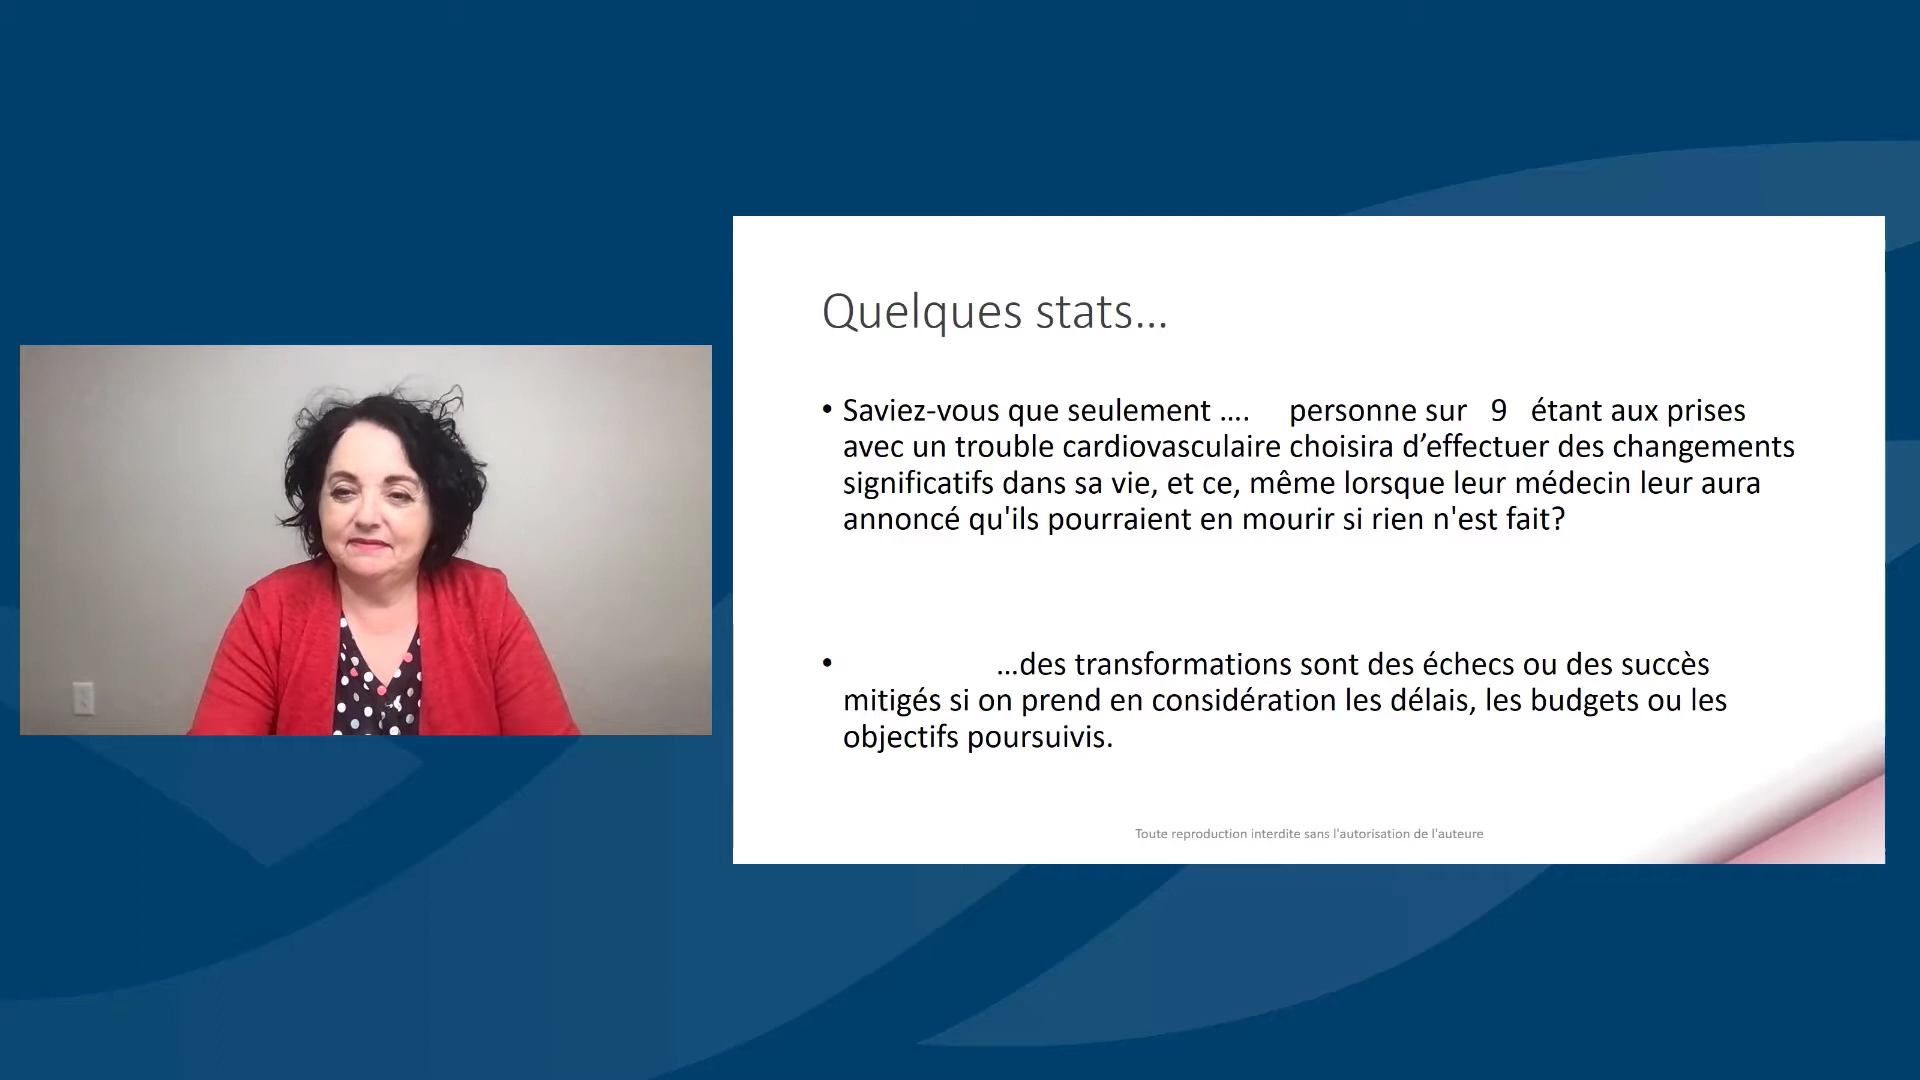 Quelques stats...
• Saviez-vous que seulement .... personne sur 9 étant aux prises
avec un trouble cardiovasculaire choisira d’effectuer des changements
significatifs dans sa vie, et ce, même lorsque leur médecin leur aura
annoncé qu'ils pourraient en mourir si rien n'est fait?
• ...des transformations sont des échecs ou des succès
mitigés si on prend en considération les délais, les budgets ou les
objectifs poursuivis.
Toute reproduction interdite sans l'autorisation de l'auteure